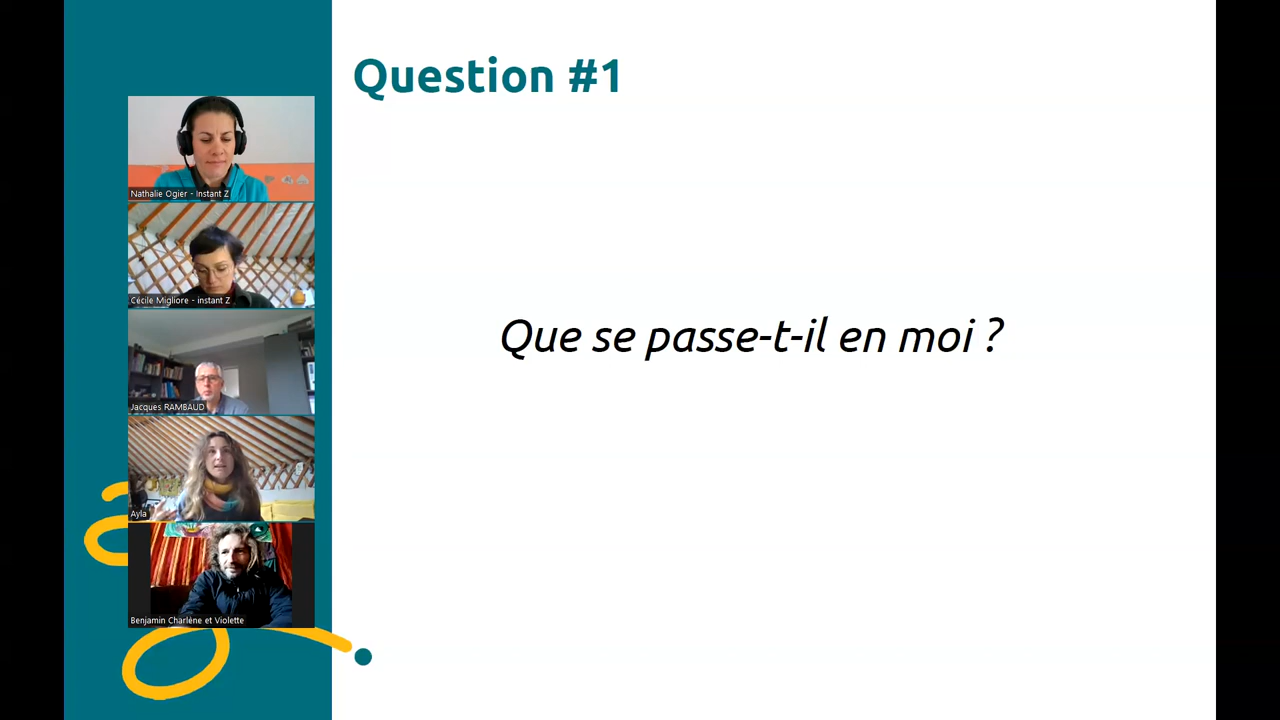 Question #1
Nathalie Ogier - Instant Z
Cécile Migliore - instant Z
Jacques RAMBAUD
Ayla
Benjamin Charlène et Violette
Que se passe-t-il en moi ?